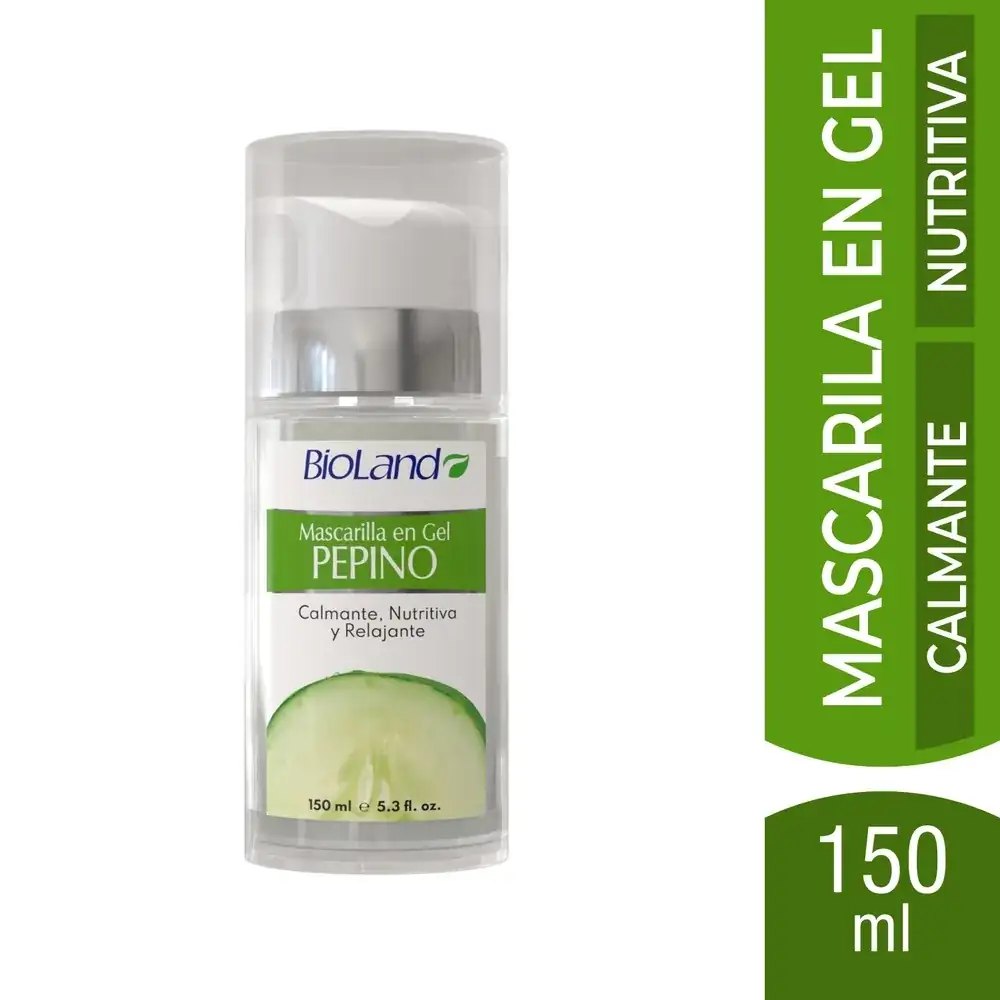 BioLand
Mascarilla en Gel
PEPINO
Calmante, Nutritiva
y Relajante
150 ml e 5.3 fl. oz.
MASCARILA EN GEL
CALMANTE
NUTRITIVA
150
ml